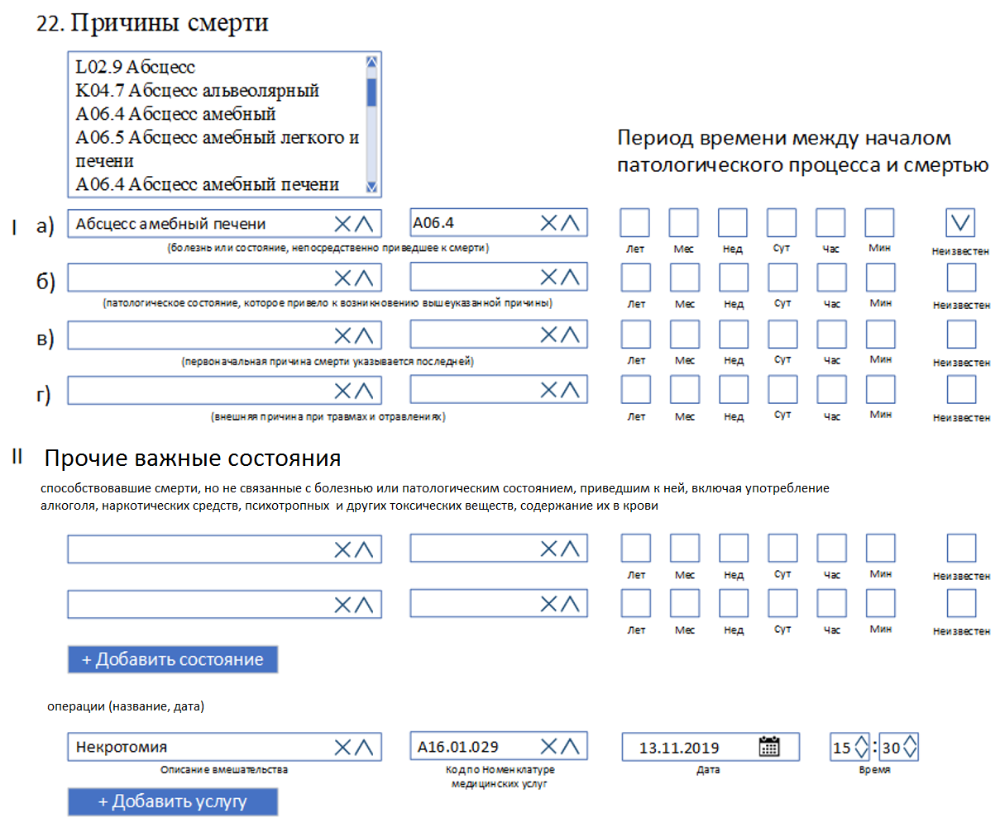 22. Причины смерти
L02.9 Абсцесс
K04.7 Абсцесс альвеолярный
A06.4 Абсцесс амебный
A06.5 Абсцесс амебный легкого и
печени
A06.4 Абсцесс амебный печени
Период времени между началом
патологического процесса и смертью
I а) Абсцесс амебный печени A06.4
(болезнь или состояние, непосредственно приведшее к смерти) Лет Мес Нед Сут Час Мин Неизвестен
б)
(патологическое состояние, которое привело к возникновению вышеуказанной причины) Лет Мес Нед Сут Час Мин Неизвестен
в)
(первоначальная причина смерти указывается последней) Лет Мес Нед Сут Час Мин Неизвестен
г)
(внешняя причина при травмах и отравлениях) Лет Мес Нед Сут Час Мин Неизвестен
II Прочие важные состояния
способствовавшие смерти, но не связанные с болезнью или патологическим состоянием, приведшим к ней, включая употребление
алкоголя, наркотических средств, психотропных и других токсических веществ, содержание их в крови
Лет Мес Нед Сут Час Мин Неизвестен
Лет Мес Нед Сут Час Мин Неизвестен
+ Добавить состояние
операции (название, дата)
Некротомия A16.01.029 13.11.2019 15 : 30
Описание вмешательства Код по Номенклатуре Дата Время
медицинских услуг
+ Добавить услугу